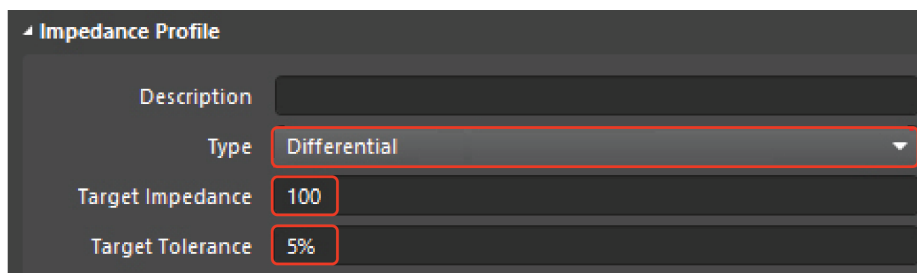 Impedance Profile
Description
Type Differential
Target Impedance 100
Target Tolerance 5%